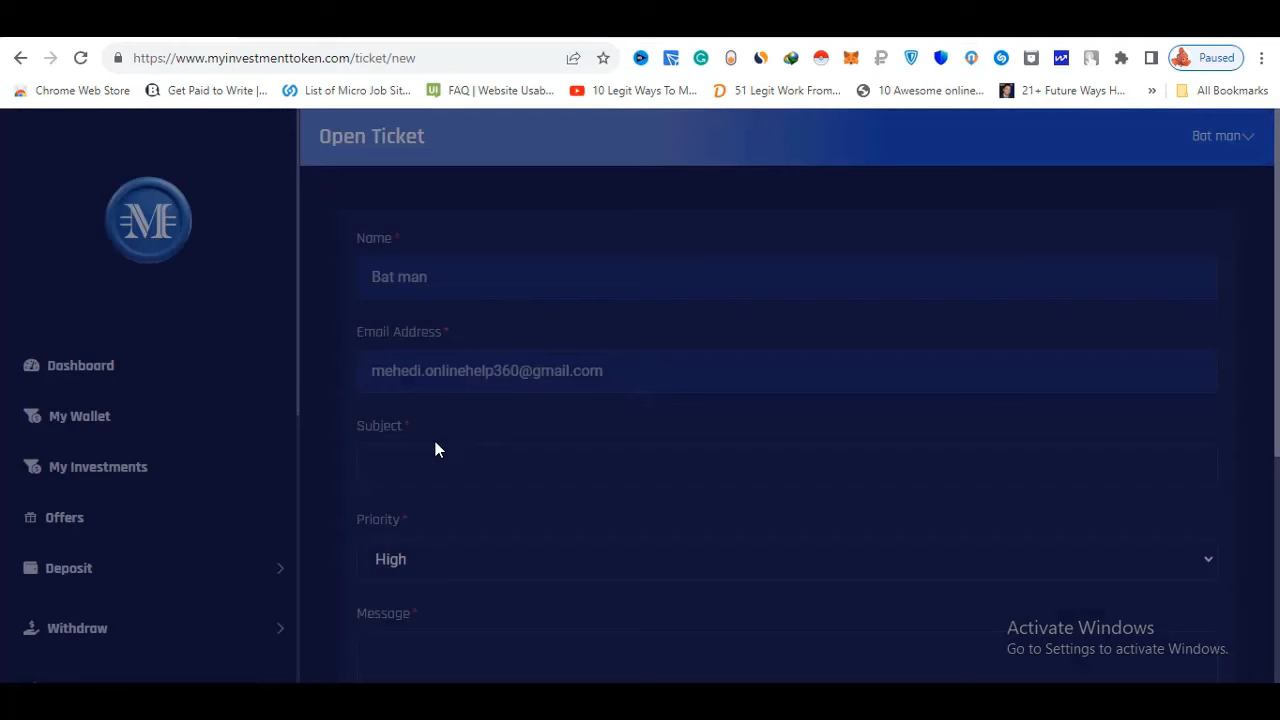 https://www.myinvestmenttoken.com/ticket/new
Paused
Chrome Web Store
Get Paid to Write |...
List of Micro Job Sit...
FAQ | Website Usab...
10 Legit Ways To M...
51 Legit Work From...
10 Awesome online...
21+ Future Ways H...
»
All Bookmarks
Open Ticket
Bat man
M
Name *
Bat man
Email Address *
mehedi.onlinehelp360@gmail.com
Subject *
Priority *
High
Message *
Dashboard
My Wallet
My Investments
Offers
Deposit
Withdraw
Activate Windows
Go to Settings to activate Windows.